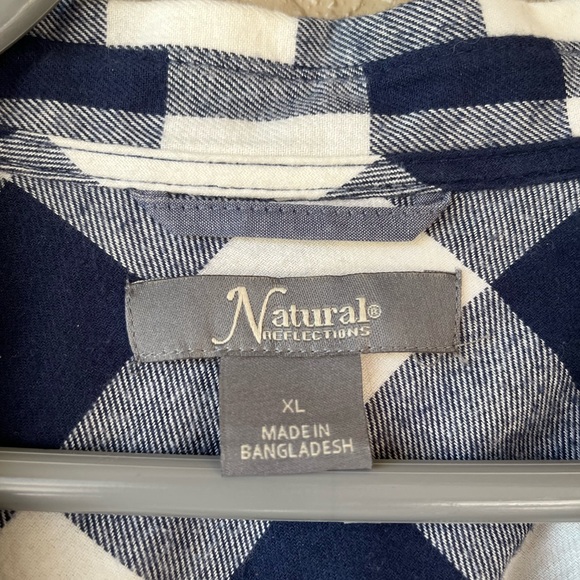 Natural®
REFLECTIONS
XL
MADE IN
BANGLADESH